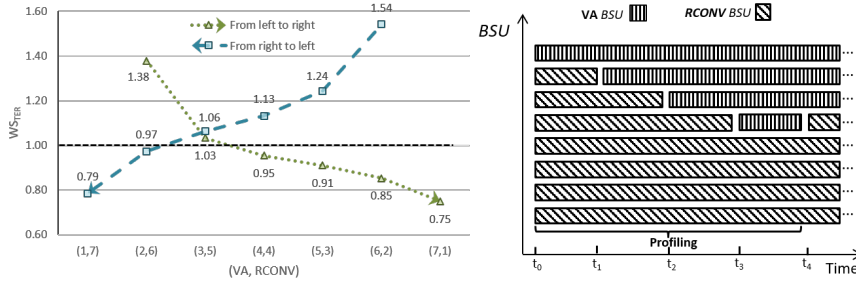 1.60
1.40
1.20
1.00
0.80
0.60
WS_TER
From left to right
From right to left
1.54
1.38
1.24
1.13
1.06
0.97
1.03
0.95
0.91
0.85
0.79
0.75
(1,7) (2,6) (3,5) (4,4) (5,3) (6,2) (7,1)
(VA, RCONV)
VA BSU RCONV BSU
BSU
...
...
...
...
...
...
...
...
Profiling
t0 t1 t2 t3 t4 Time